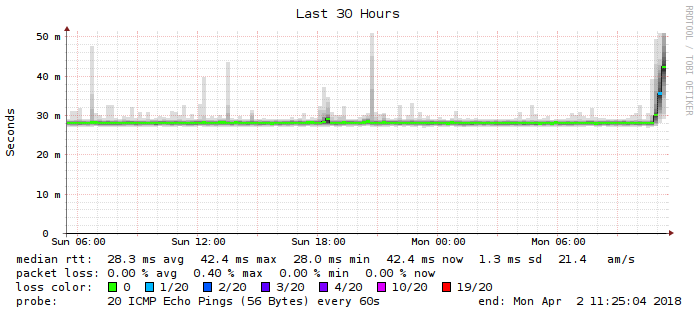 Last 30 Hours
RRDTOOL / TOBI OETIKER
Seconds
50 m
40 m
30 m
20 m
10 m
0
Sun 06:00 Sun 12:00 Sun 18:00 Mon 00:00 Mon 06:00
median rtt: 28.3 ms avg 42.4 ms max 28.0 ms min 42.4 ms now 1.3 ms sd 21.4 am/s
packet loss: 0.00 % avg 0.40 % max 0.00 % min 0.00 % now
loss color: 0 1/20 2/20 3/20 4/20 10/20 19/20
probe: 20 ICMP Echo Pings (56 Bytes) every 60s end: Mon Apr 2 11:25:04 2018